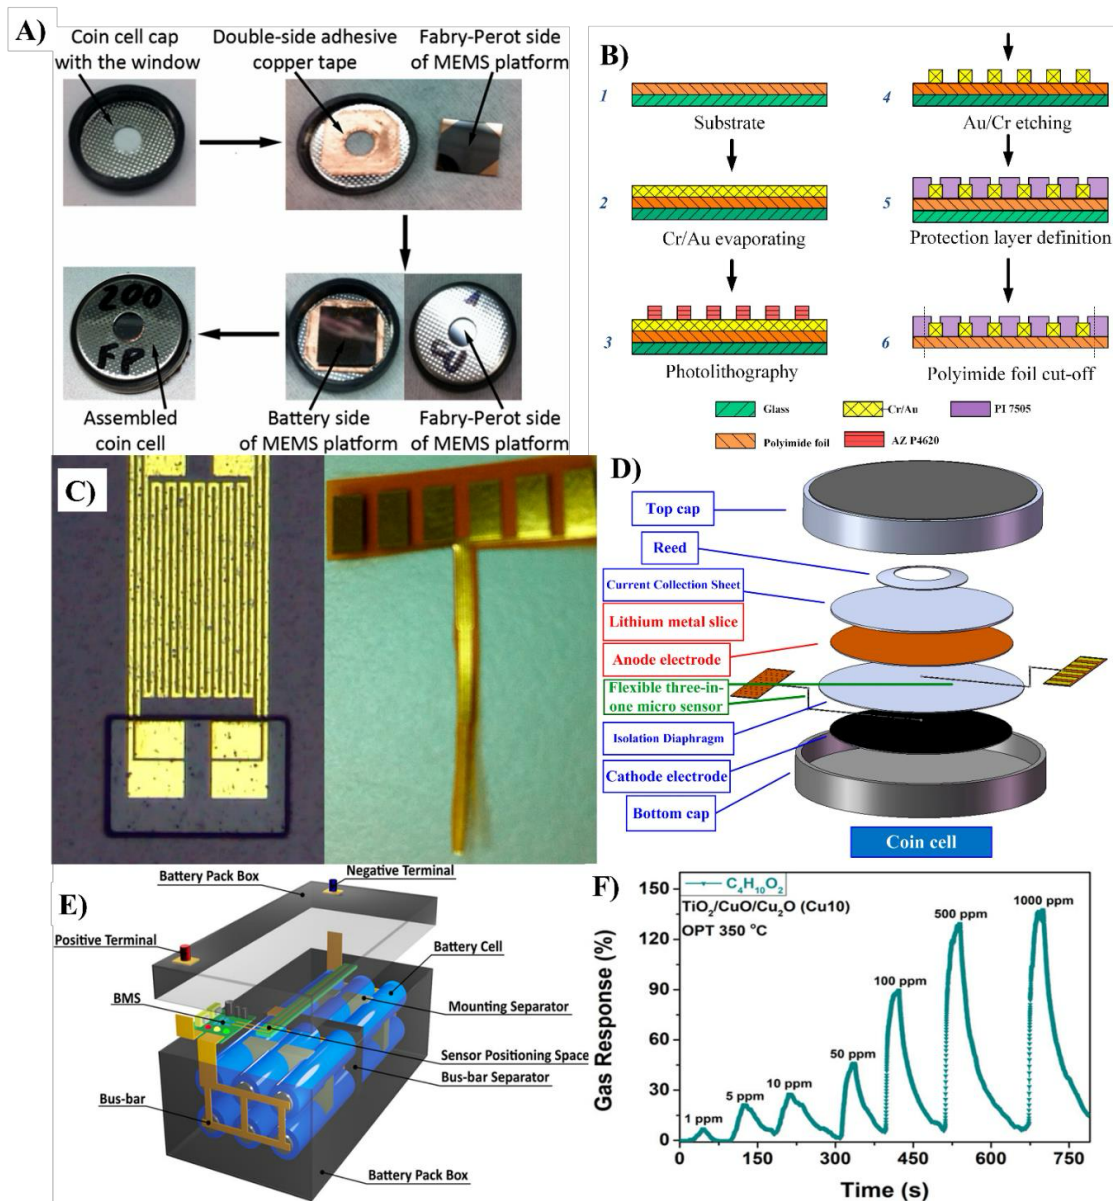 A)
Coin cell cap
with the window
Double-side adhesive
copper tape
Fabry-Perot side
of MEMS platform
200
FP
Assembled
coin cell
Battery side
of MEMS platform
Fabry-Perot side
of MEMS platform
B)
1
Substrate
2
Cr/Au evaporating
3
Photolithography
4
Au/Cr etching
5
Protection layer definition
6
Polyimide foil cut-off
Glass
Cr/Au
PI 7505
Polyimide foil
AZ P4620
C)
D)
Top cap
Reed
Current Collection Sheet
Lithium metal slice
Anode electrode
Flexible three-in-
one micro sensor
Isolation Diaphragm
Cathode electrode
Bottom cap
Coin cell
E)
Battery Pack Box
Negative Terminal
Positive Terminal
Battery Cell
BMS
Mounting Separator
Sensor Positioning Space
Bus-bar Separator
Bus-bar
Battery Pack Box
F)
C₄H₁₀O₂
TiO₂/CuO/Cu₂O (Cu10)
OPT 350 °C
Gas Response (%)
150
120
90
60
30
0
1 ppm
5 ppm
10 ppm
50 ppm
100 ppm
500 ppm
1000 ppm
0 150 300 450 600 750
Time (s)